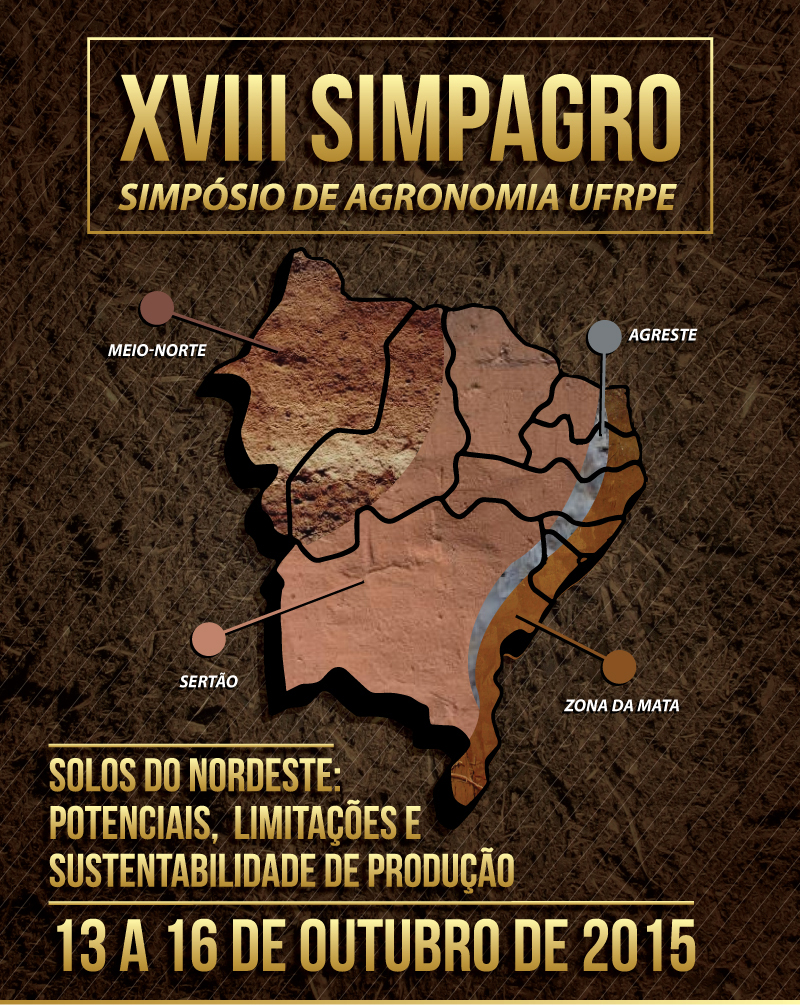 XVIII SIMPAGRO
SIMPÓSIO DE AGRONOMIA UFRPE
MEIO-NORTE
AGRESTE
SERTÃO
ZONA DA MATA
SOLOS DO NORDESTE:
POTENCIAIS, LIMITAÇÕES E
SUSTENTABILIDADE DE PRODUÇÃO
13 A 16 DE OUTUBRO DE 2015